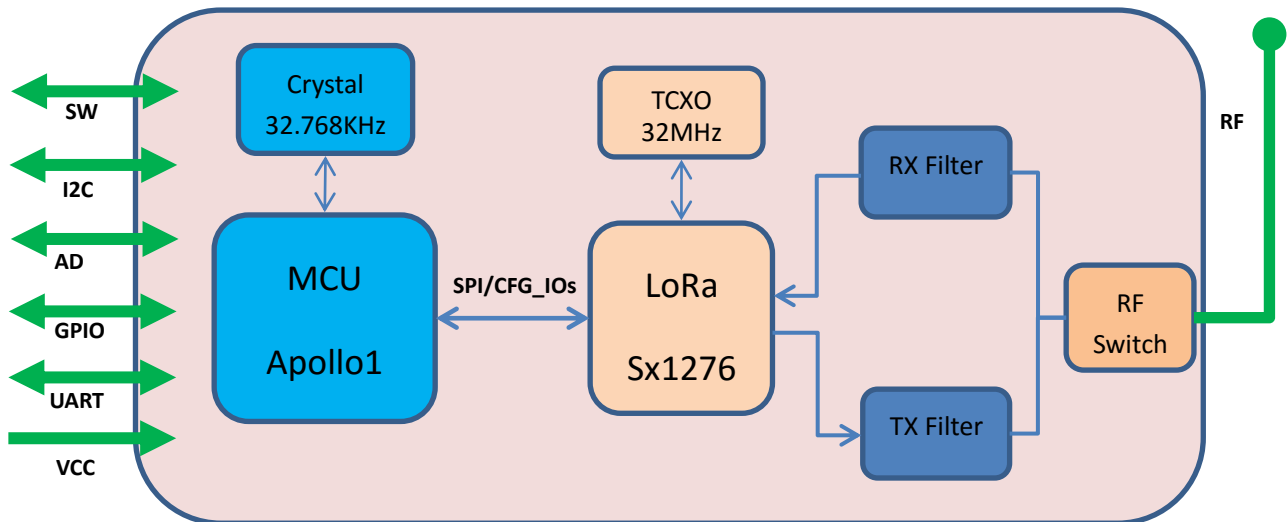 SW
I2C
AD
GPIO
UART
VCC
Crystal
32.768KHz
MCU
Apollo1
SPI/CFG_IOs
TCXO
32MHz
LoRa
Sx1276
RX Filter
TX Filter
RF
Switch
RF